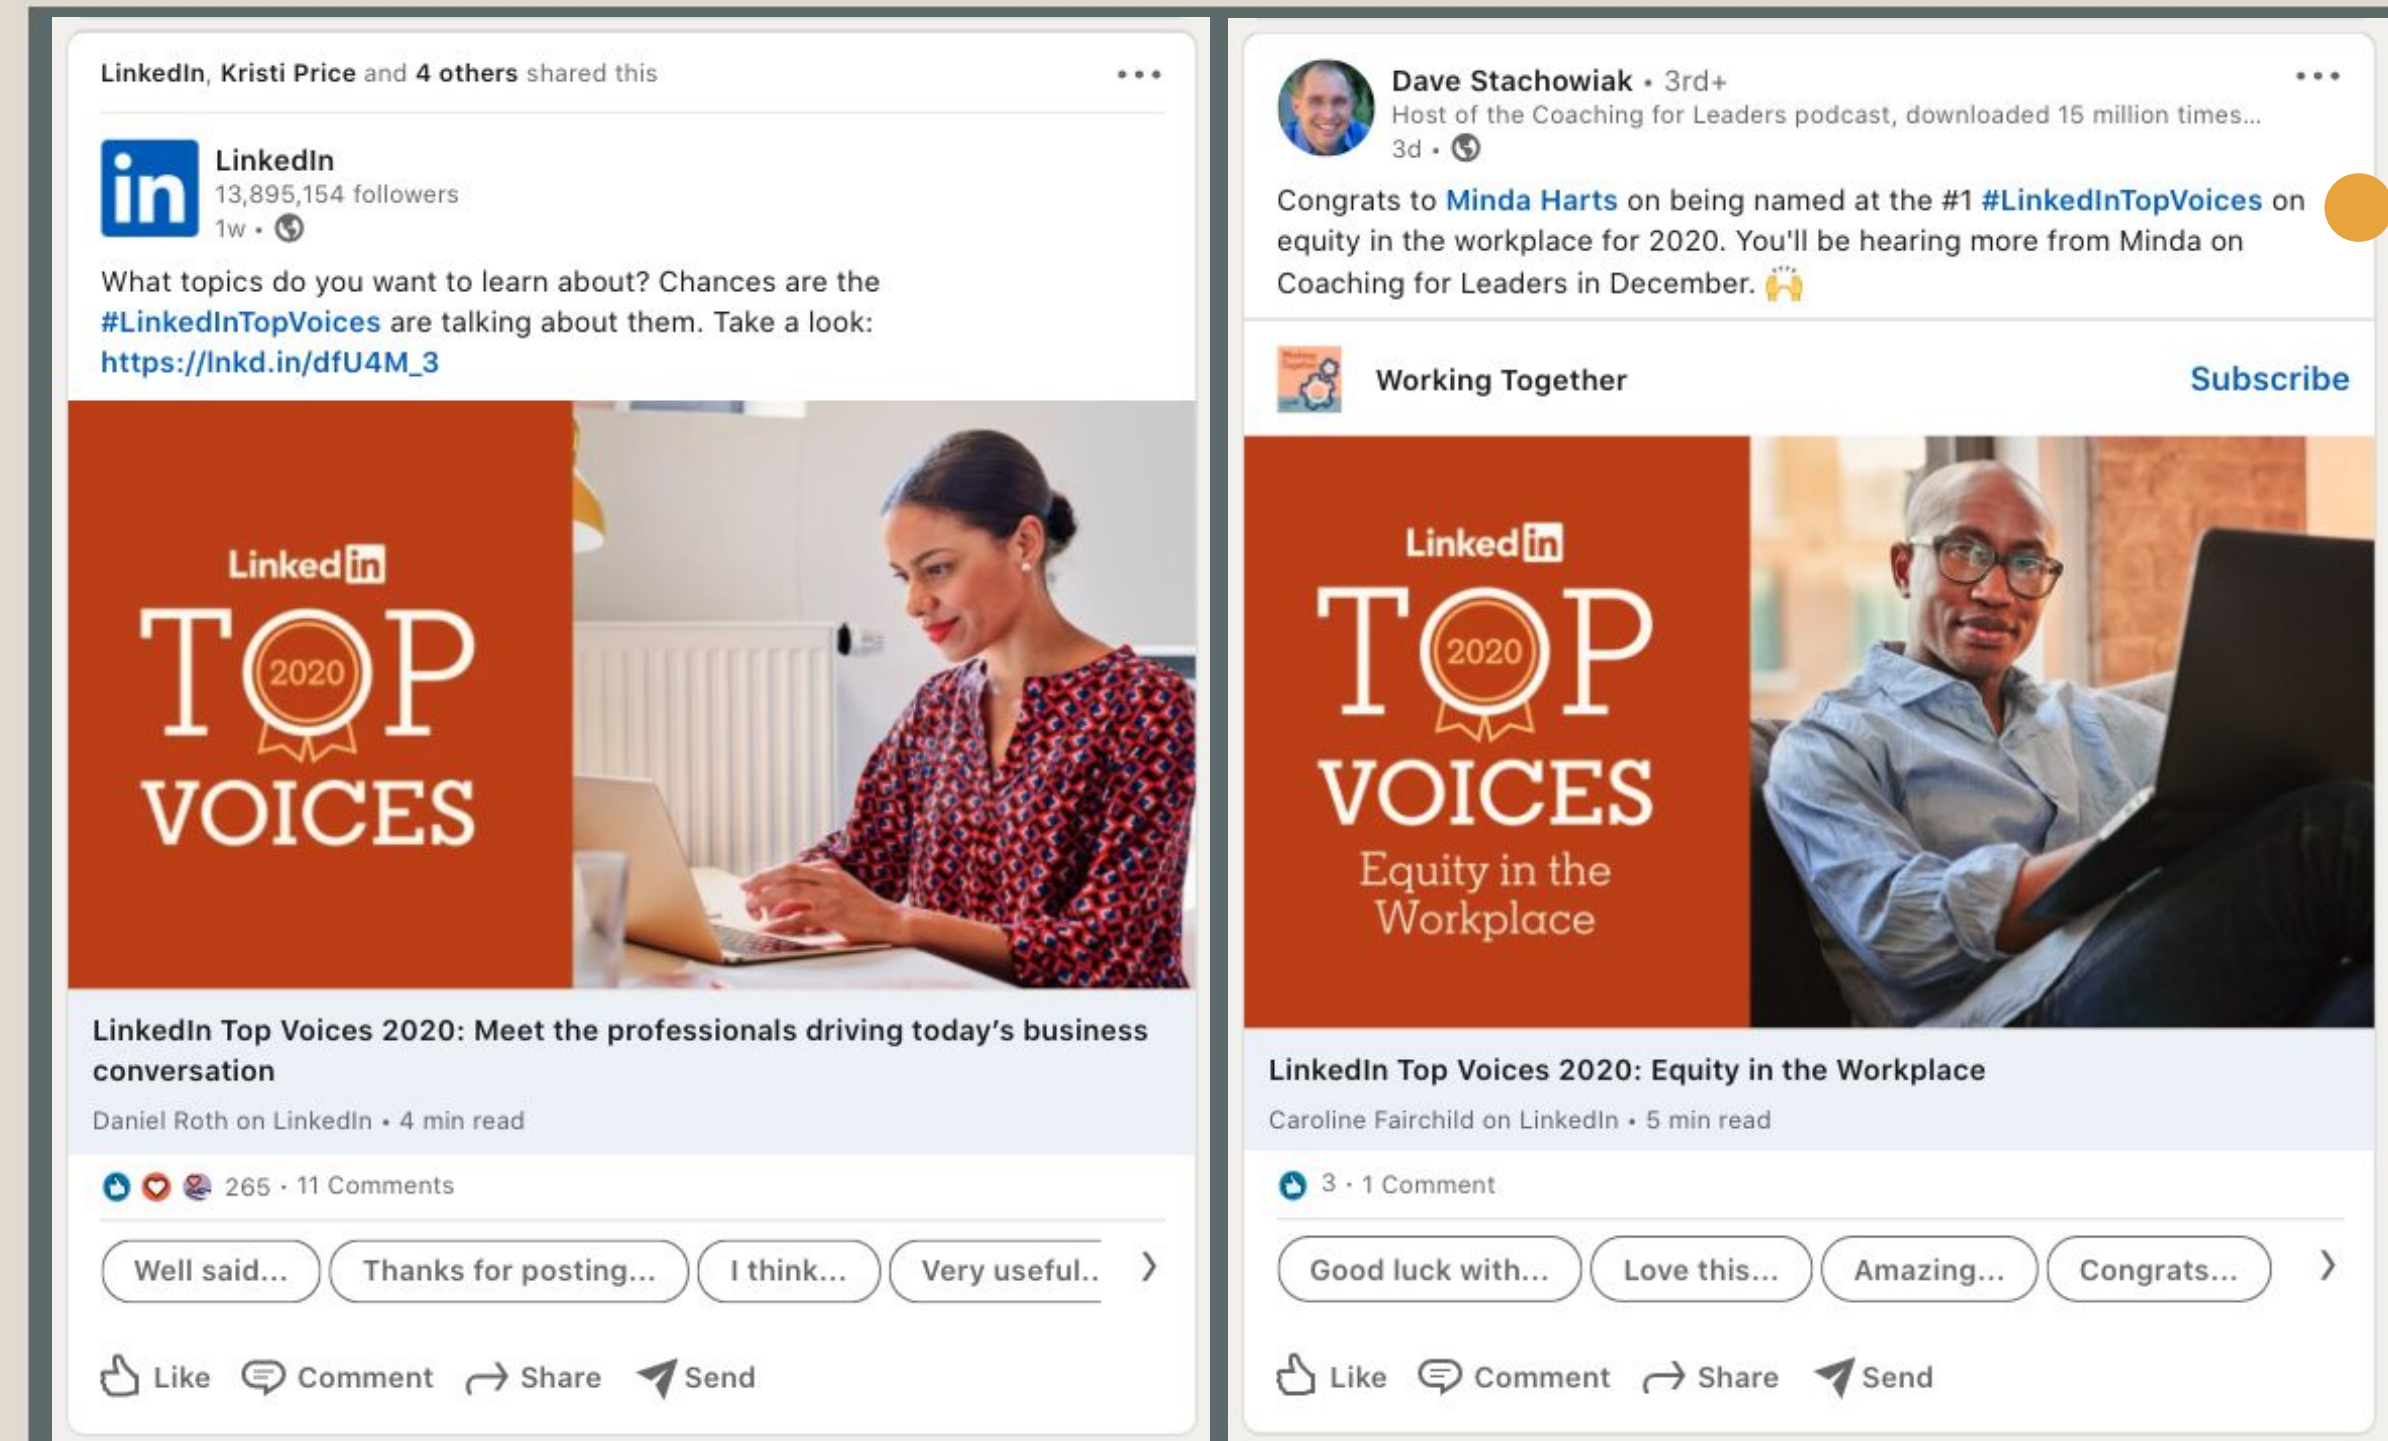 LinkedIn, Kristi Price and 4 others shared this
LinkedIn
13,895,154 followers
1w •
What topics do you want to learn about? Chances are the
#LinkedInTopVoices are talking about them. Take a look:
https://lnkd.in/dfU4M_3
Linked in
TOP
2020
VOICES
LinkedIn Top Voices 2020: Meet the professionals driving today's business
conversation
Daniel Roth on LinkedIn • 4 min read
265 · 11 Comments
Well said... Thanks for posting... I think... Very useful..
Like Comment Share Send
Dave Stachowiak • 3rd+
Host of the Coaching for Leaders podcast, downloaded 15 million times...
3d •
Congrats to Minda Harts on being named at the #1 #LinkedInTopVoices on
equity in the workplace for 2020. You'll be hearing more from Minda on
Coaching for Leaders in December. 🙌
Working Together
Working Together Subscribe
Linked in
TOP
2020
VOICES
Equity in the
Workplace
LinkedIn Top Voices 2020: Equity in the Workplace
Caroline Fairchild on LinkedIn • 5 min read
3 · 1 Comment
Good luck with... Love this... Amazing... Congrats...
Like Comment Share Send